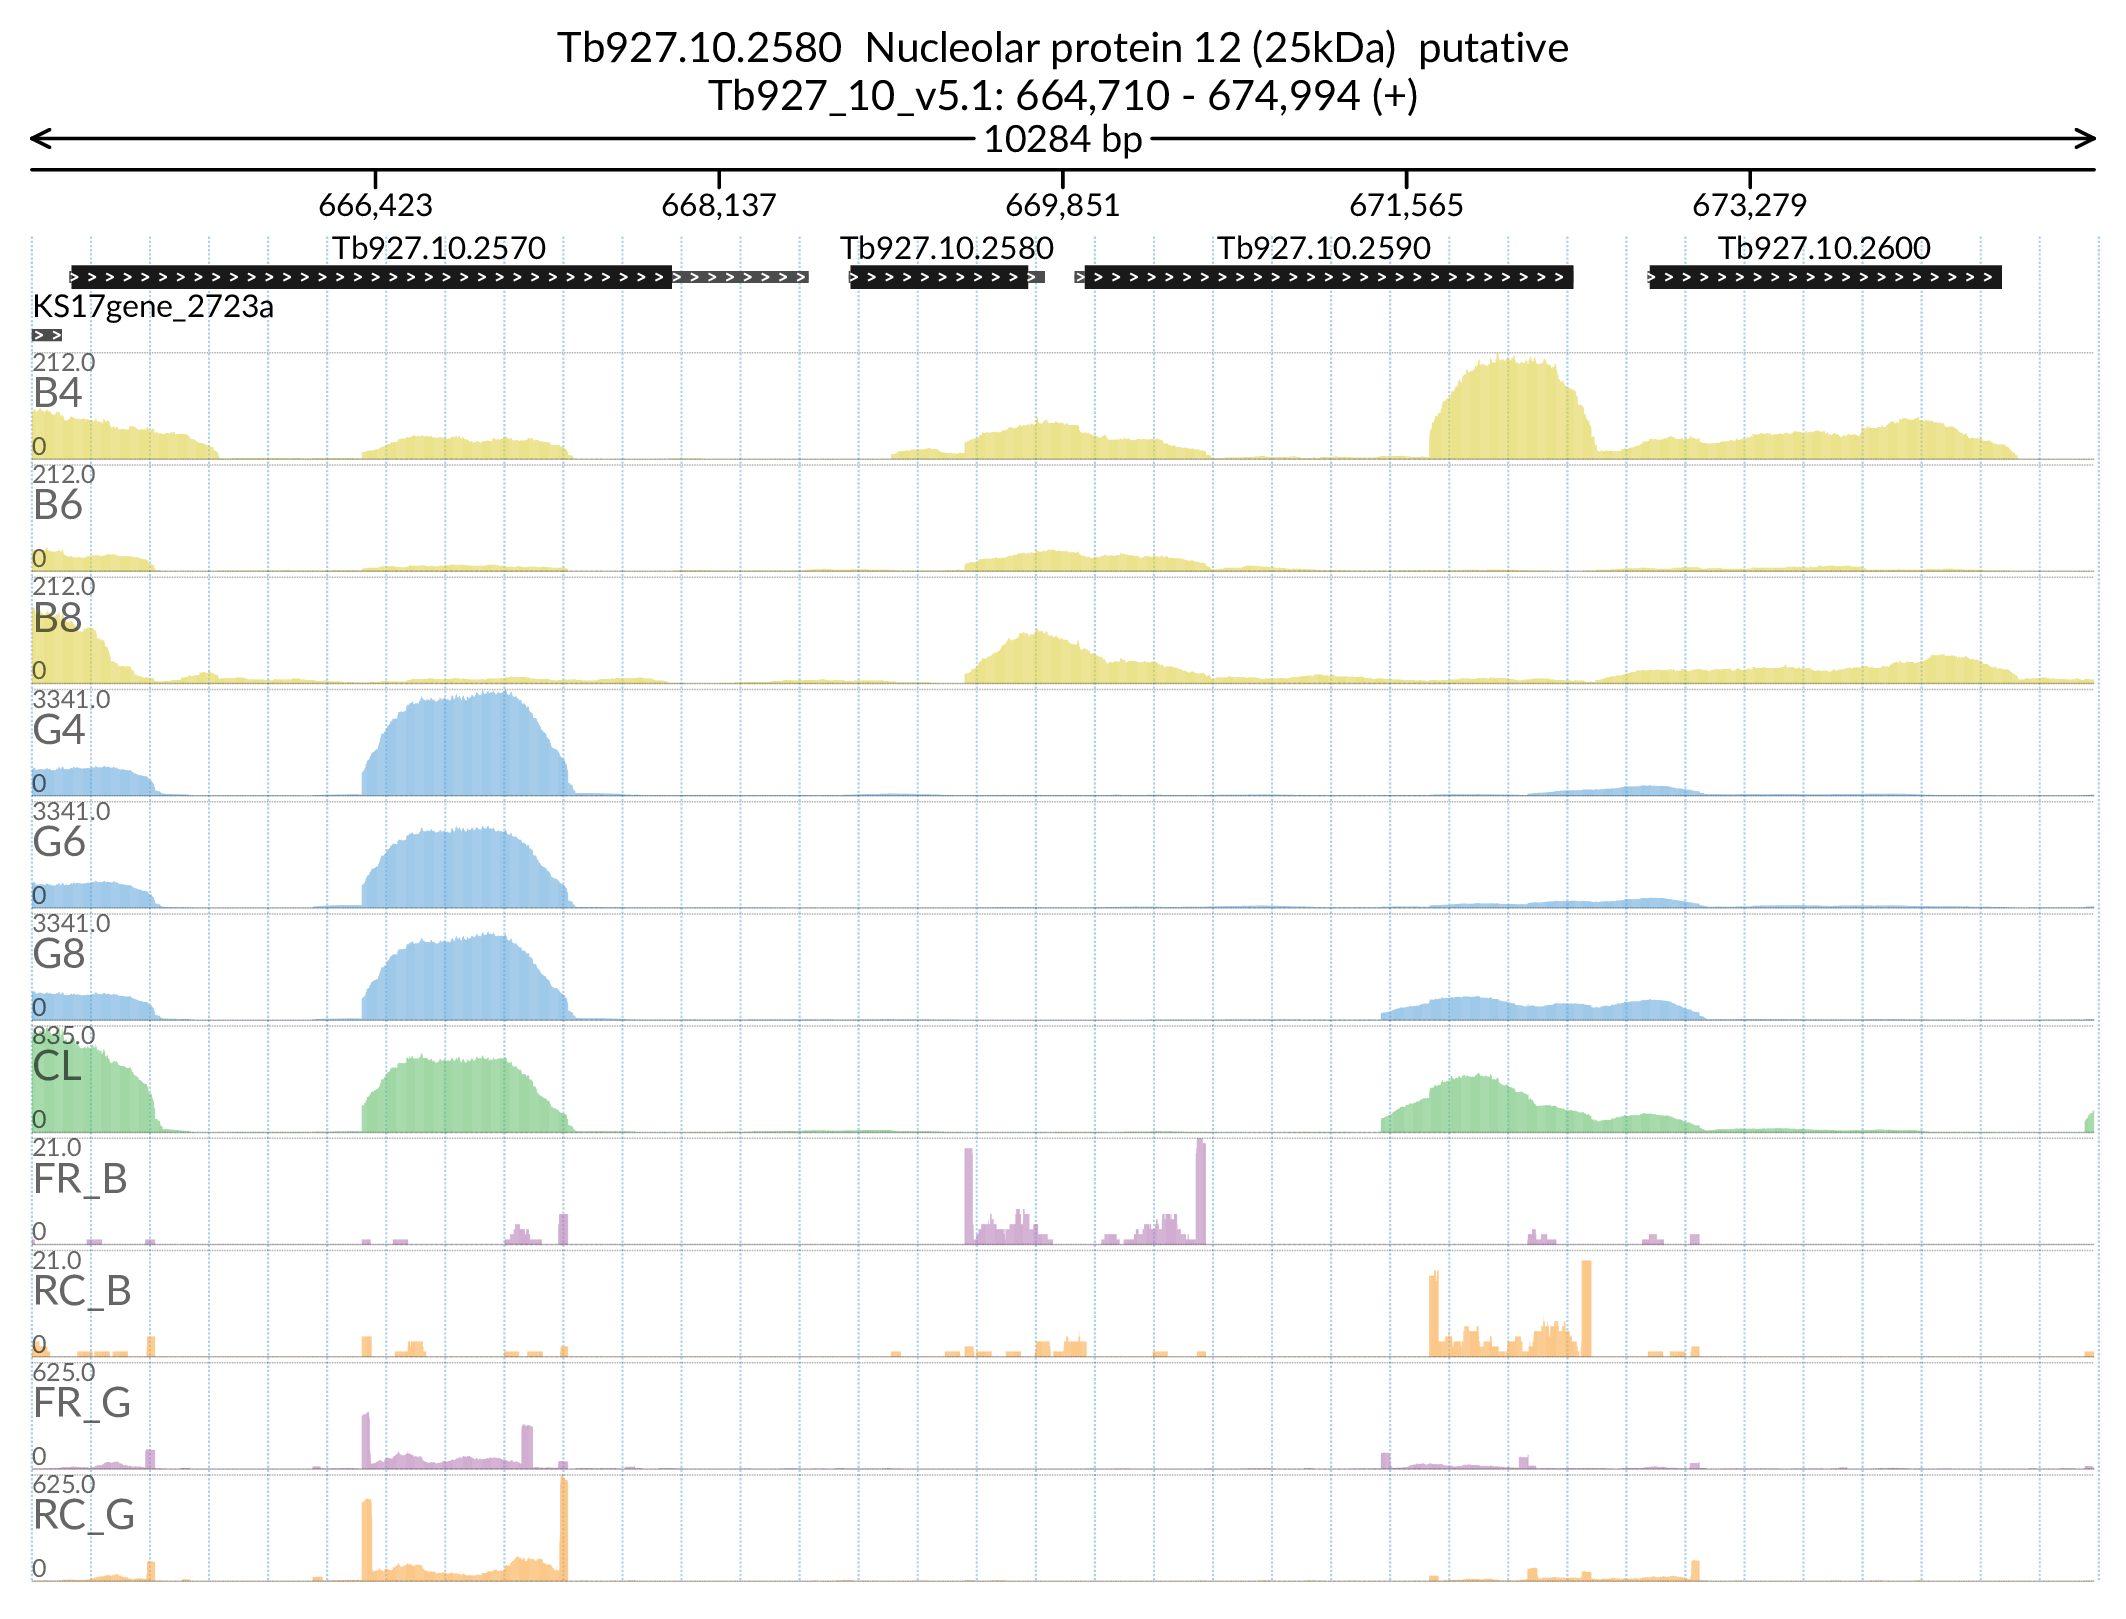 Tb927.10.2580  Nucleolar protein 12 (25kDa)  putative
Tb927_10_v5.1: 664,710 - 674,994 (+)
10284 bp
666,423 668,137 669,851 671,565 673,279
Tb927.10.2570 Tb927.10.2580 Tb927.10.2590 Tb927.10.2600
KS17gene_2723a
212.0
B4
0
212.0
B6
0
212.0
B8
0
3341.0
G4
0
3341.0
G6
0
3341.0
G8
0
835.0
CL
0
21.0
FR_B
0
21.0
RC_B
0
625.0
FR_G
0
625.0
RC_G
0